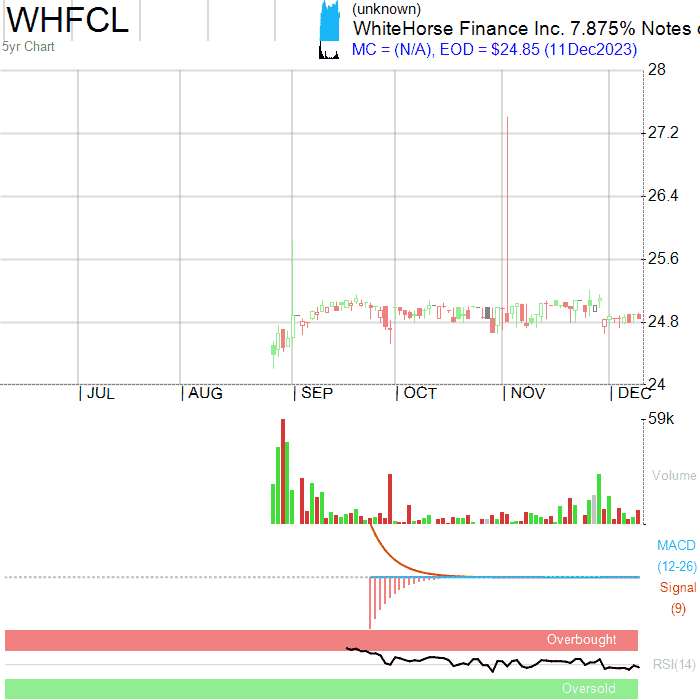 WHFCL
5yr Chart
(unknown)
WhiteHorse Finance Inc. 7.875% Notes
MC = (N/A), EOD = $24.85 (11Dec2023)
28
27.2
26.4
25.6
24.8
24
| JUL | AUG | SEP | OCT | NOV | DEC
59k
Volume
MACD
(12-26)
Signal
(9)
Overbought
RSI(14)
Oversold